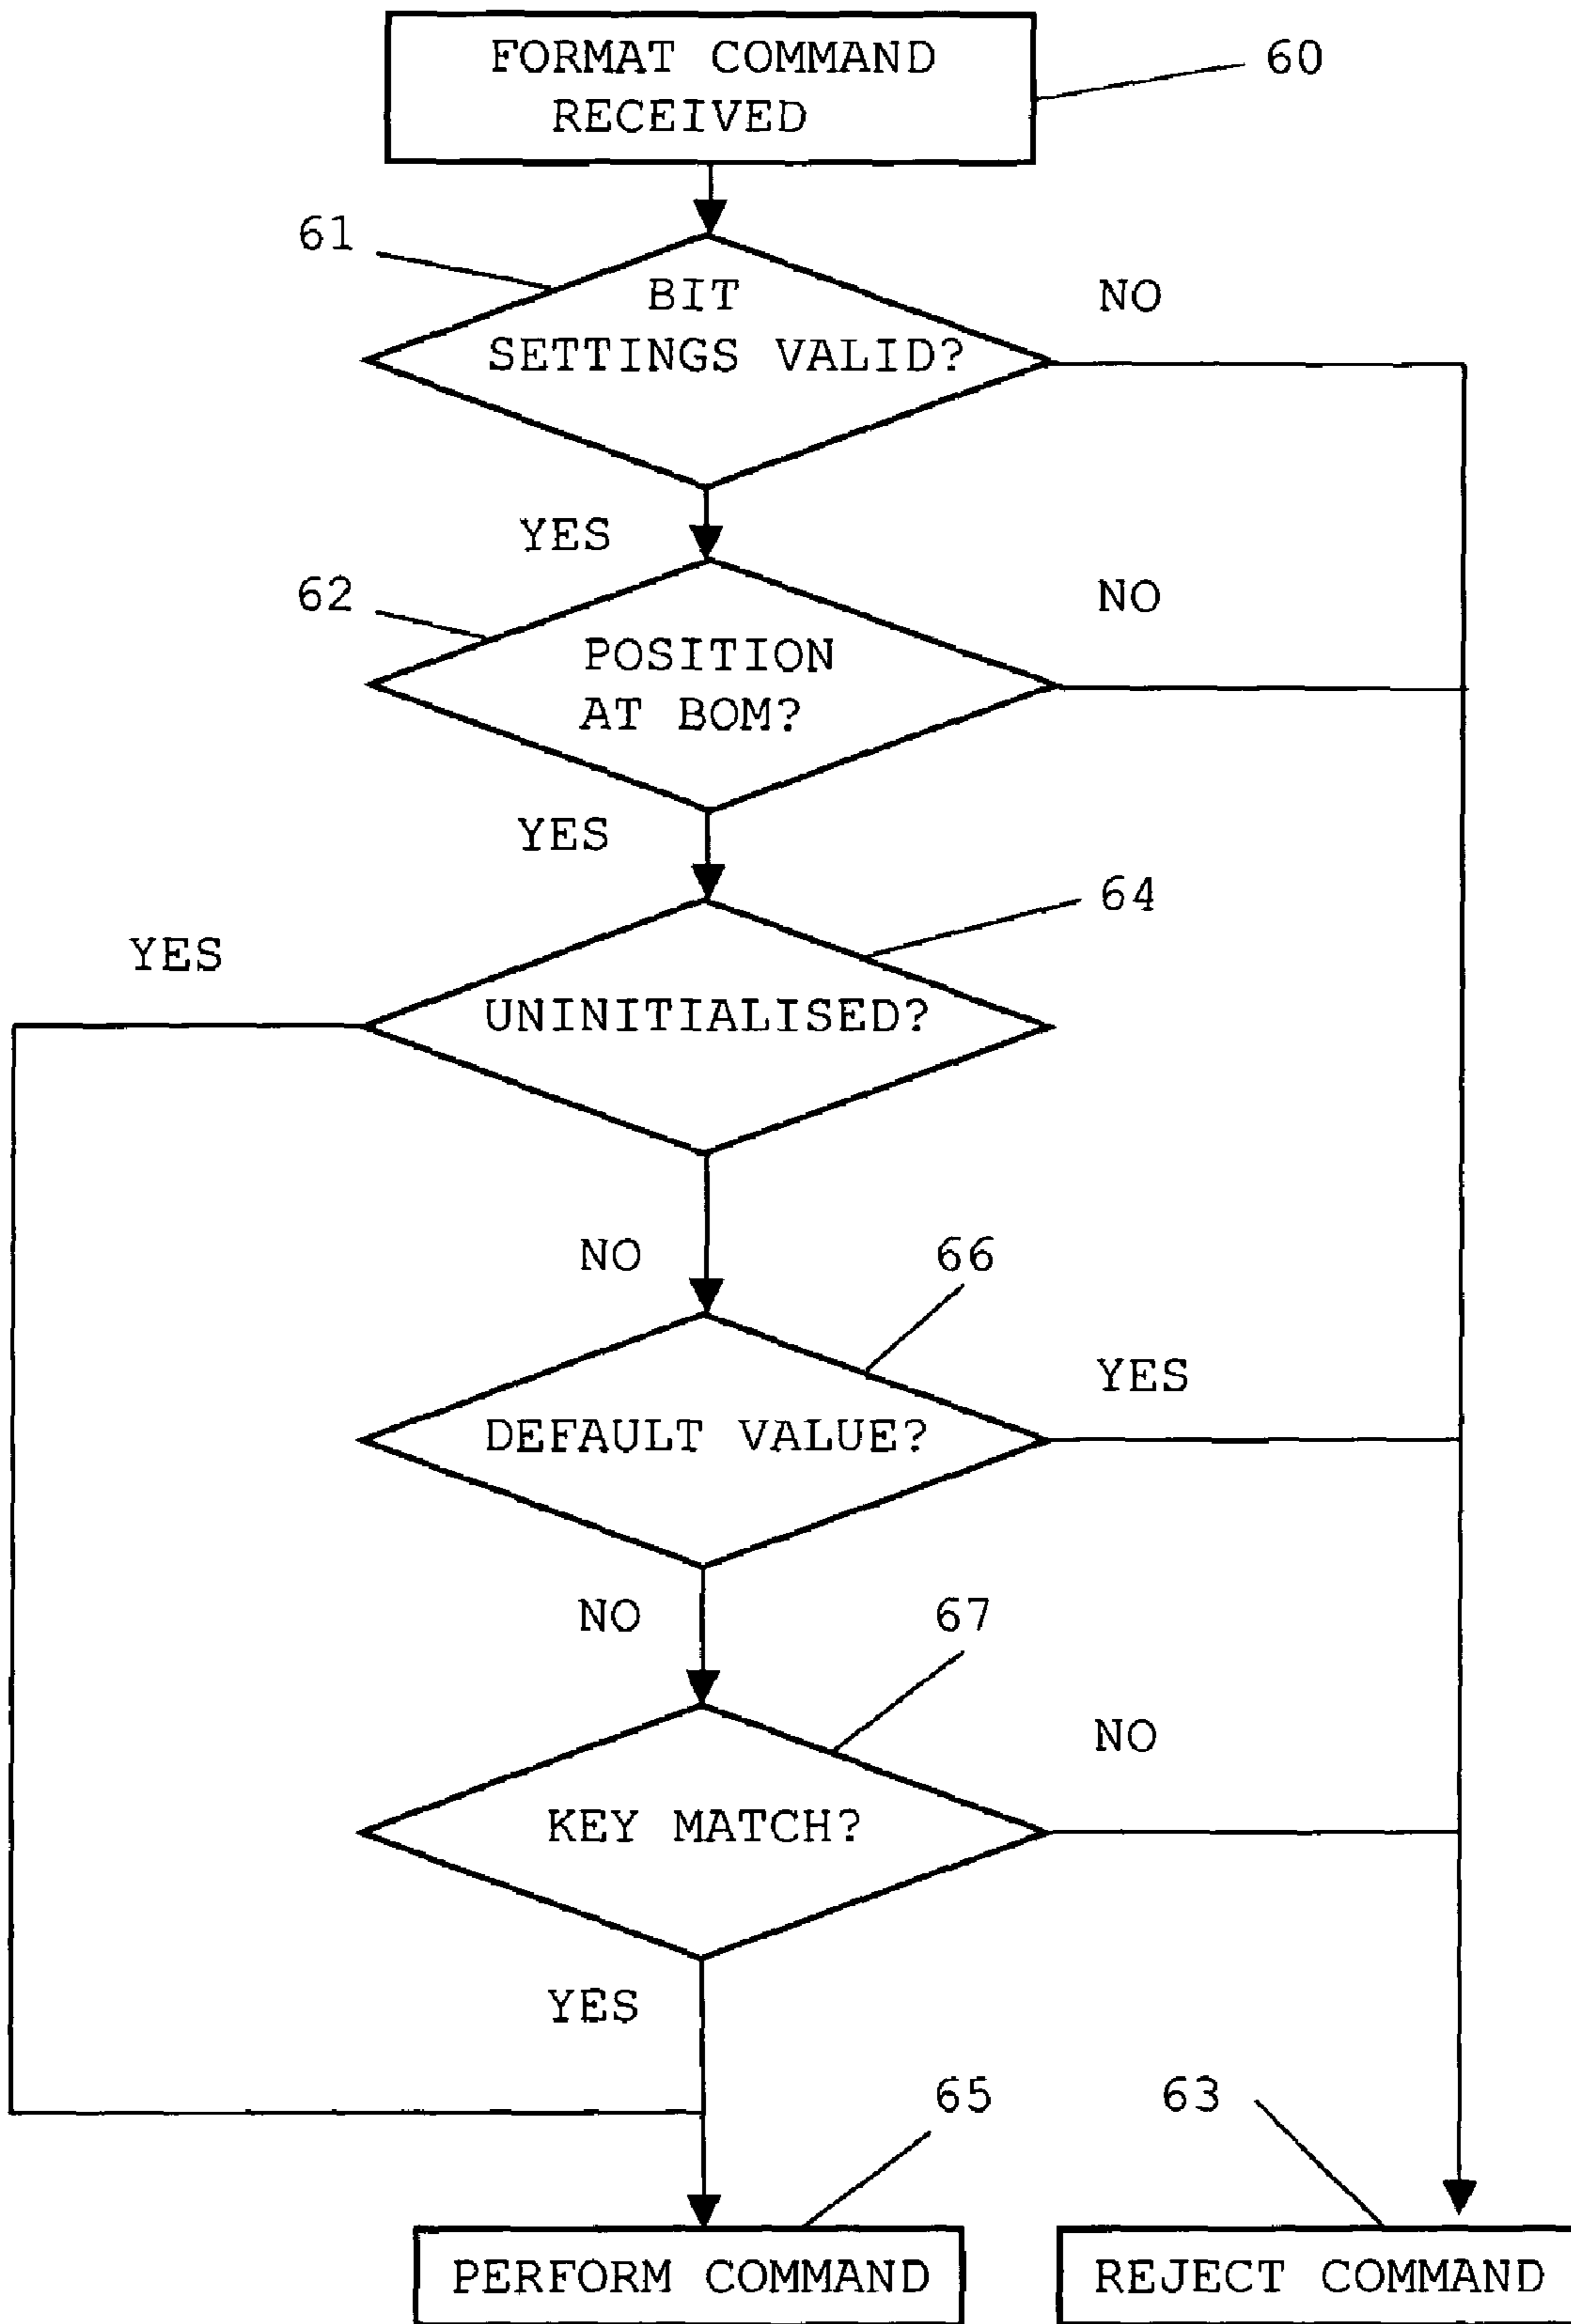 FORMAT COMMAND
RECEIVED
60
61
BIT
SETTINGS VALID?
NO
YES
62
POSITION
AT BOM?
NO
YES
64
YES
UNINITIALISED?
NO
66
DEFAULT VALUE?
YES
NO
67
KEY MATCH?
NO
YES
65
63
PERFORM COMMAND
REJECT COMMAND